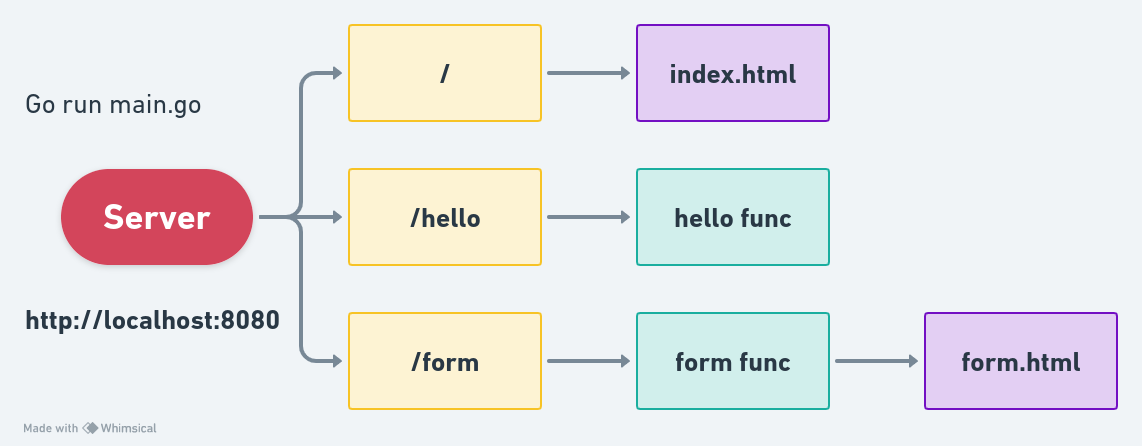 Go run main.go
Server
http://localhost:8080
/
index.html
/hello
hello func
/form
form func
form.html
Made with Whimsical